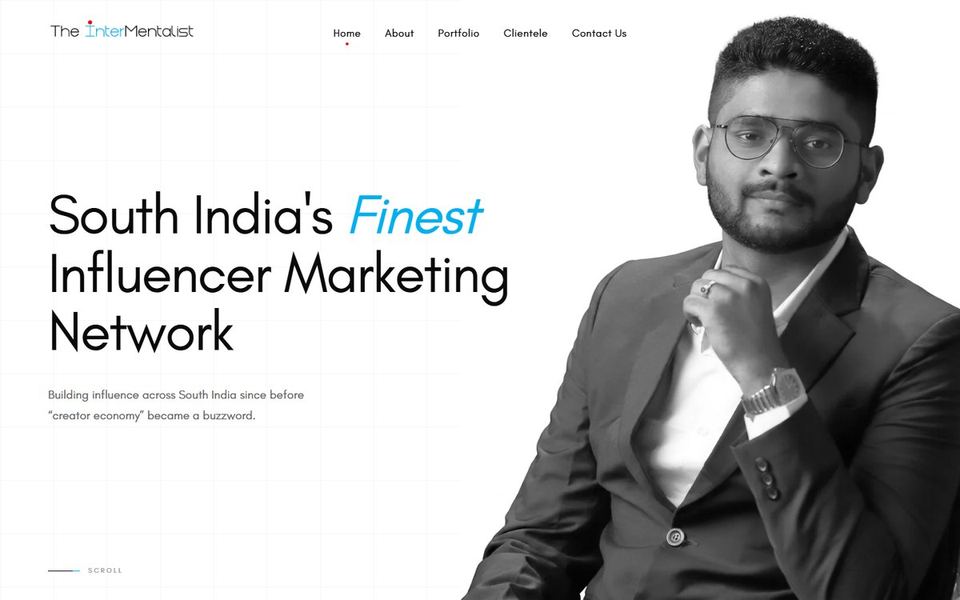 The InterMentalist
Home About Portfolio Clientele Contact Us
South India's Finest
Influencer Marketing
Network
Building influence across South India since before
“creator economy” became a buzzword.
SCROLL